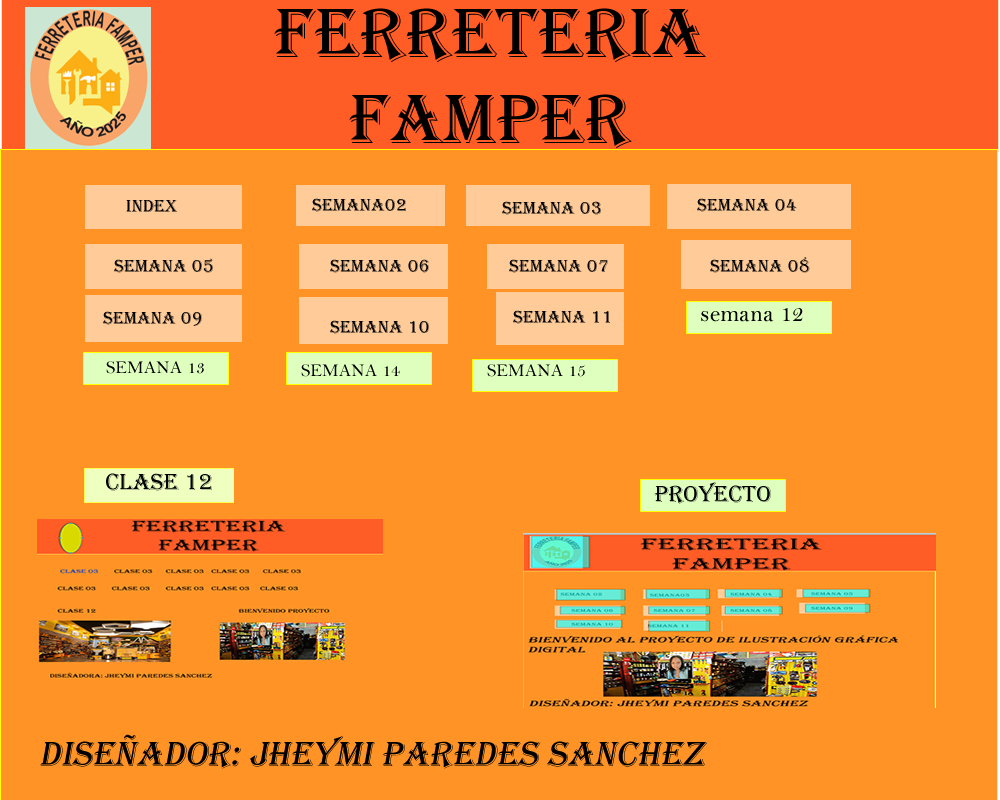 FERRETERIA FAMPER
AÑO 2025
FERRETERIA
FAMPER
INDEX
SEMANA02
SEMANA 03
SEMANA 04
SEMANA 05
SEMANA 06
SEMANA 07
SEMANA 08
SEMANA 09
SEMANA 10
SEMANA 11
semana 12
SEMANA 13
SEMANA 14
SEMANA 15
CLASE 12
PROYECTO
FERRETERIA
FAMPER
CLASE 03
CLASE 03
CLASE 03
CLASE 03
CLASE 03
CLASE 03
CLASE 03
CLASE 03
CLASE 03
CLASE 03
CLASE 12
BIENVENIDO PROYECTO
DISEÑADORA: JHEYMI PAREDES SANCHEZ
FERRETERIA
FAMPER
SEMANA 02
SEMANA03
SEMANA 04
SEMANA 05
SEMANA 06
SEMANA 07
SEMANA 08
SEMANA 09
SEMANA 10
SEMANA 11
BIENVENIDO AL PROYECTO DE ILUSTRACIÓN GRÁFICA
DIGITAL
DISEÑADOR: JHEYMI PAREDES SANCHEZ
DISEÑADOR: JHEYMI PAREDES SANCHEZ